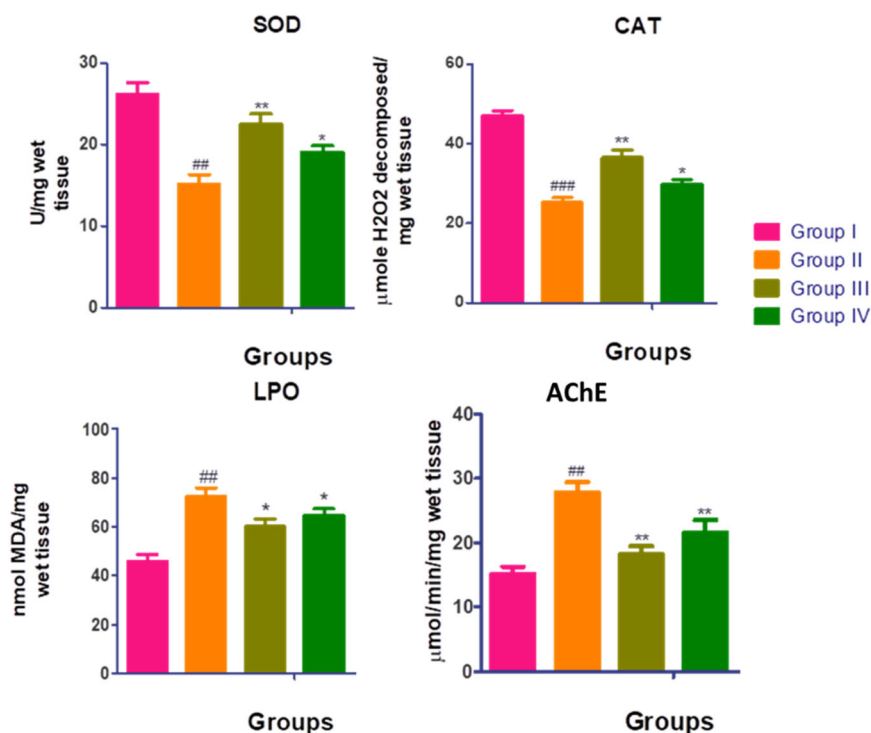 SOD
30
20
10
0
U/mg wet
tissue
##
**
*
Groups
CAT
60
40
20
0
μmole H2O2 decomposed/
mg wet tissue
###
**
*
Groups
Group I
Group II
Group III
Group IV
LPO
100
80
60
40
20
0
nmol MDA/mg
wet tissue
##
*
*
Groups
AChE
40
30
20
10
0
μmol/min/mg wet tissue
##
**
**
Groups